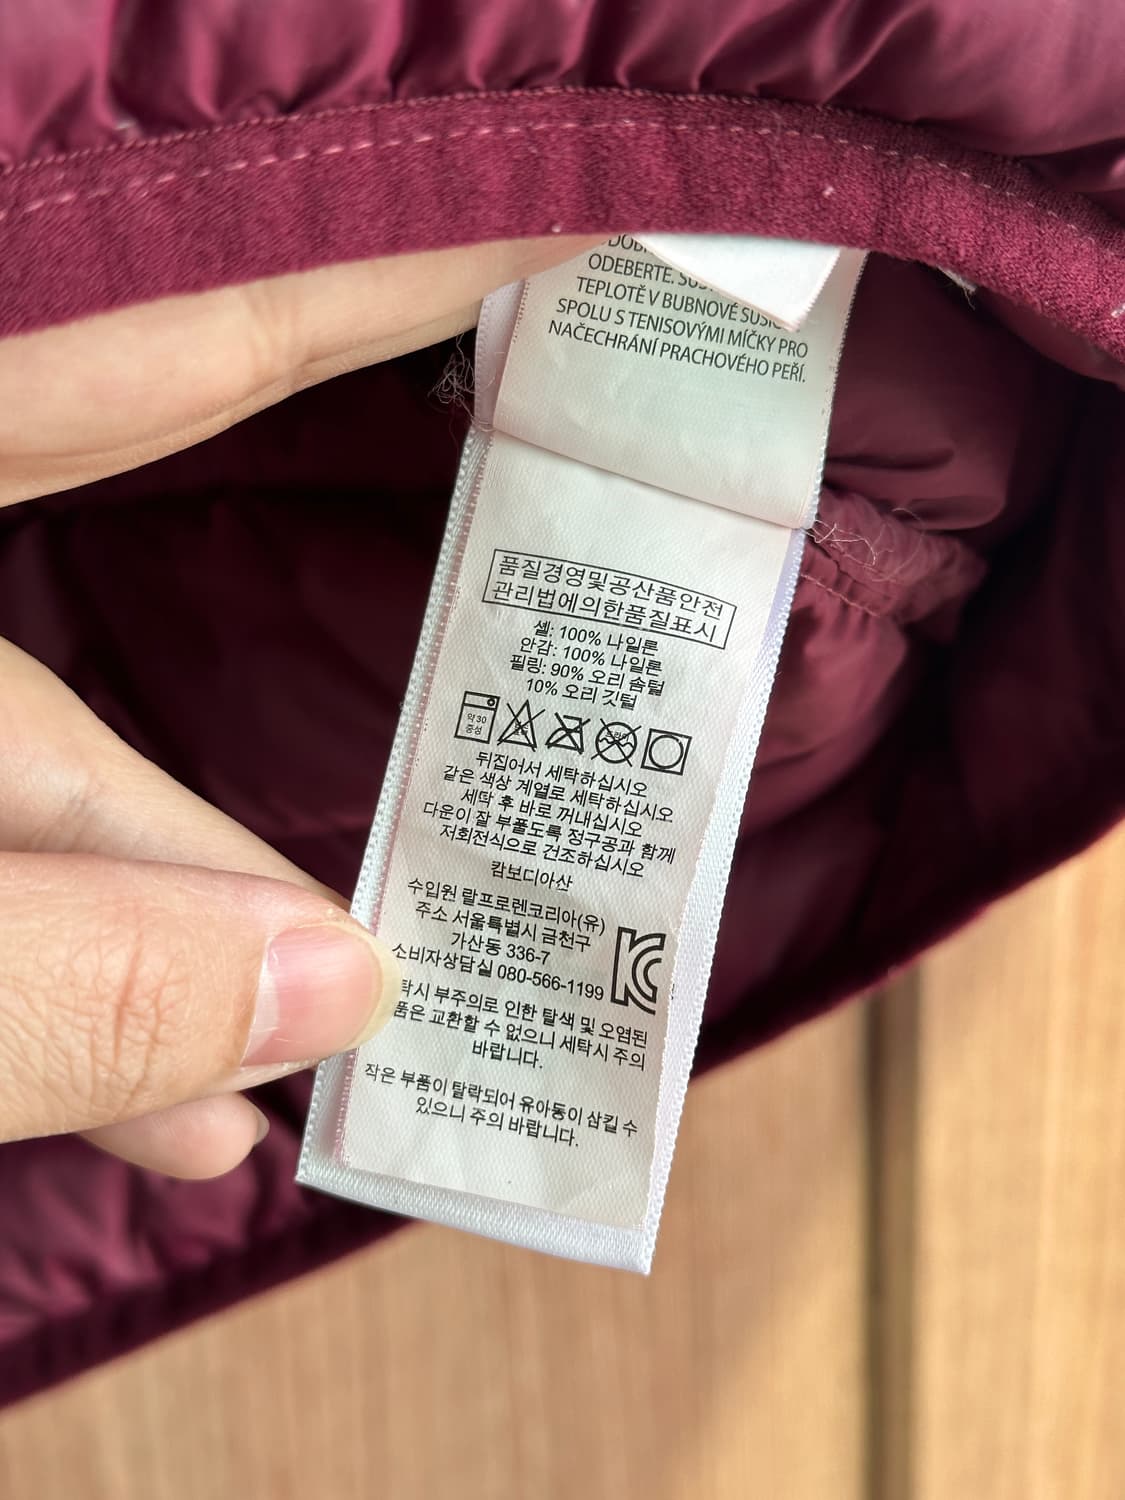 ODEBERTE.
TEPLOTĚ V BUBNOVÉ
SPOLU S TENISOVÝMI MÍČKY PRO
NAČECHRÁNÍ PRACHOVÉHO PEŘÍ.
품질경영및공산품안전
관리법에의한품질표시
셸: 100% 나일론
안감: 100% 나일론
필링: 90% 오리 솜털
10% 오리 깃털
약30
중성
뒤집어서 세탁하십시오
같은 색상 계열로 세탁하십시오
세탁 후 바로 꺼내십시오
다운이 잘 부풀도록 정구공과 함께
저회전식으로 건조하십시오
캄보디아산
수입원 랄프로렌코리아(유)
주소 서울특별시 금천구
가산동 336-7
소비자상담실 080-566-1199
부주의로 인한 탈색 및 오염된
교환할 수 없으니 세탁시 주의
바랍니다.
작은 부품이 탈락되어 유아동이 삼킬 수
있으니 주의 바랍니다.